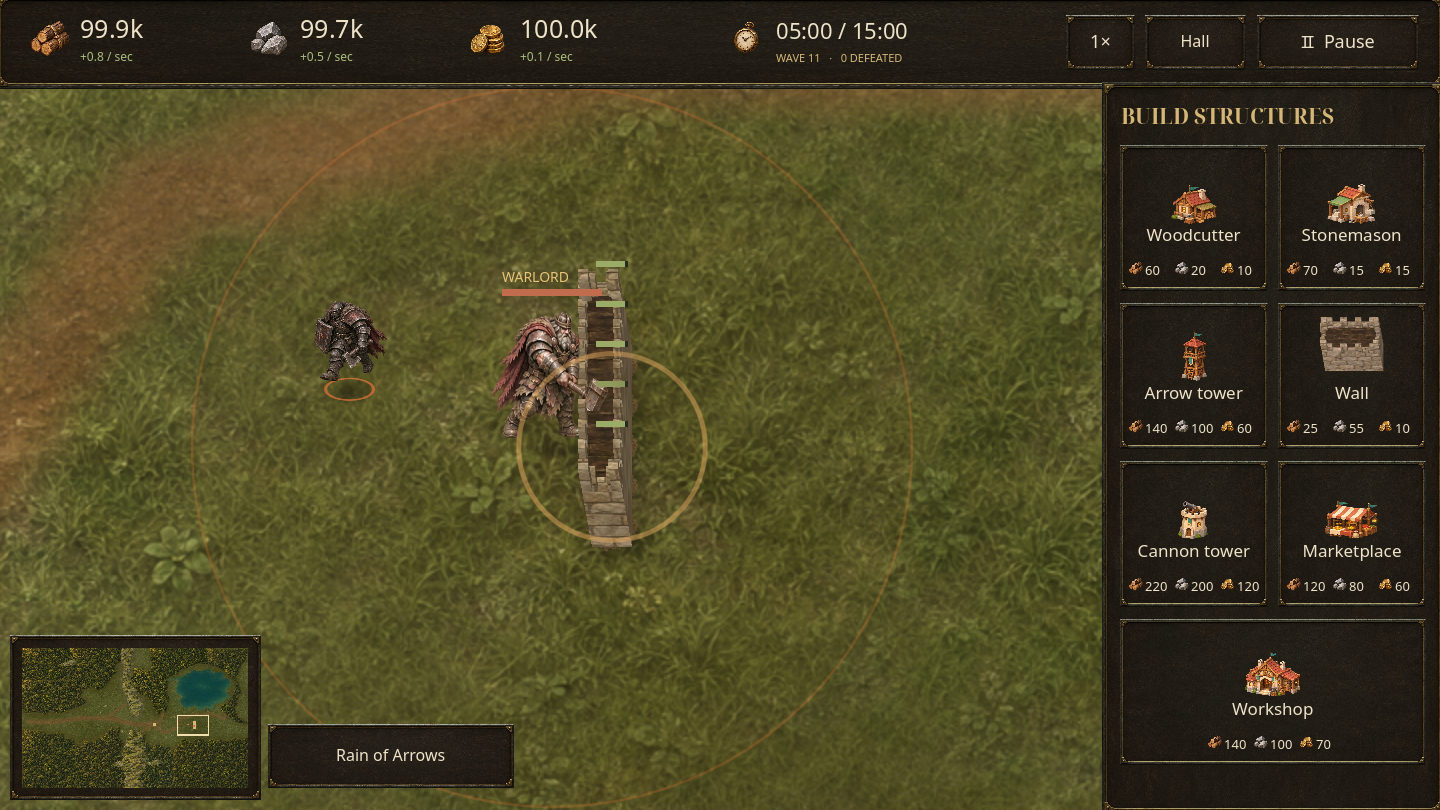 99.9k
+0.8 / sec
99.7k
+0.5 / sec
100.0k
+0.1 / sec
05:00 / 15:00
WAVE 11 · 0 DEFEATED
1×
Hall
Pause
BUILD STRUCTURES
Woodcutter
60 20 10
Stonemason
70 15 15
Arrow tower
140 100 60
Wall
25 55 10
Cannon tower
220 200 120
Marketplace
120 80 60
Workshop
140 100 70
WARLORD
Rain of Arrows